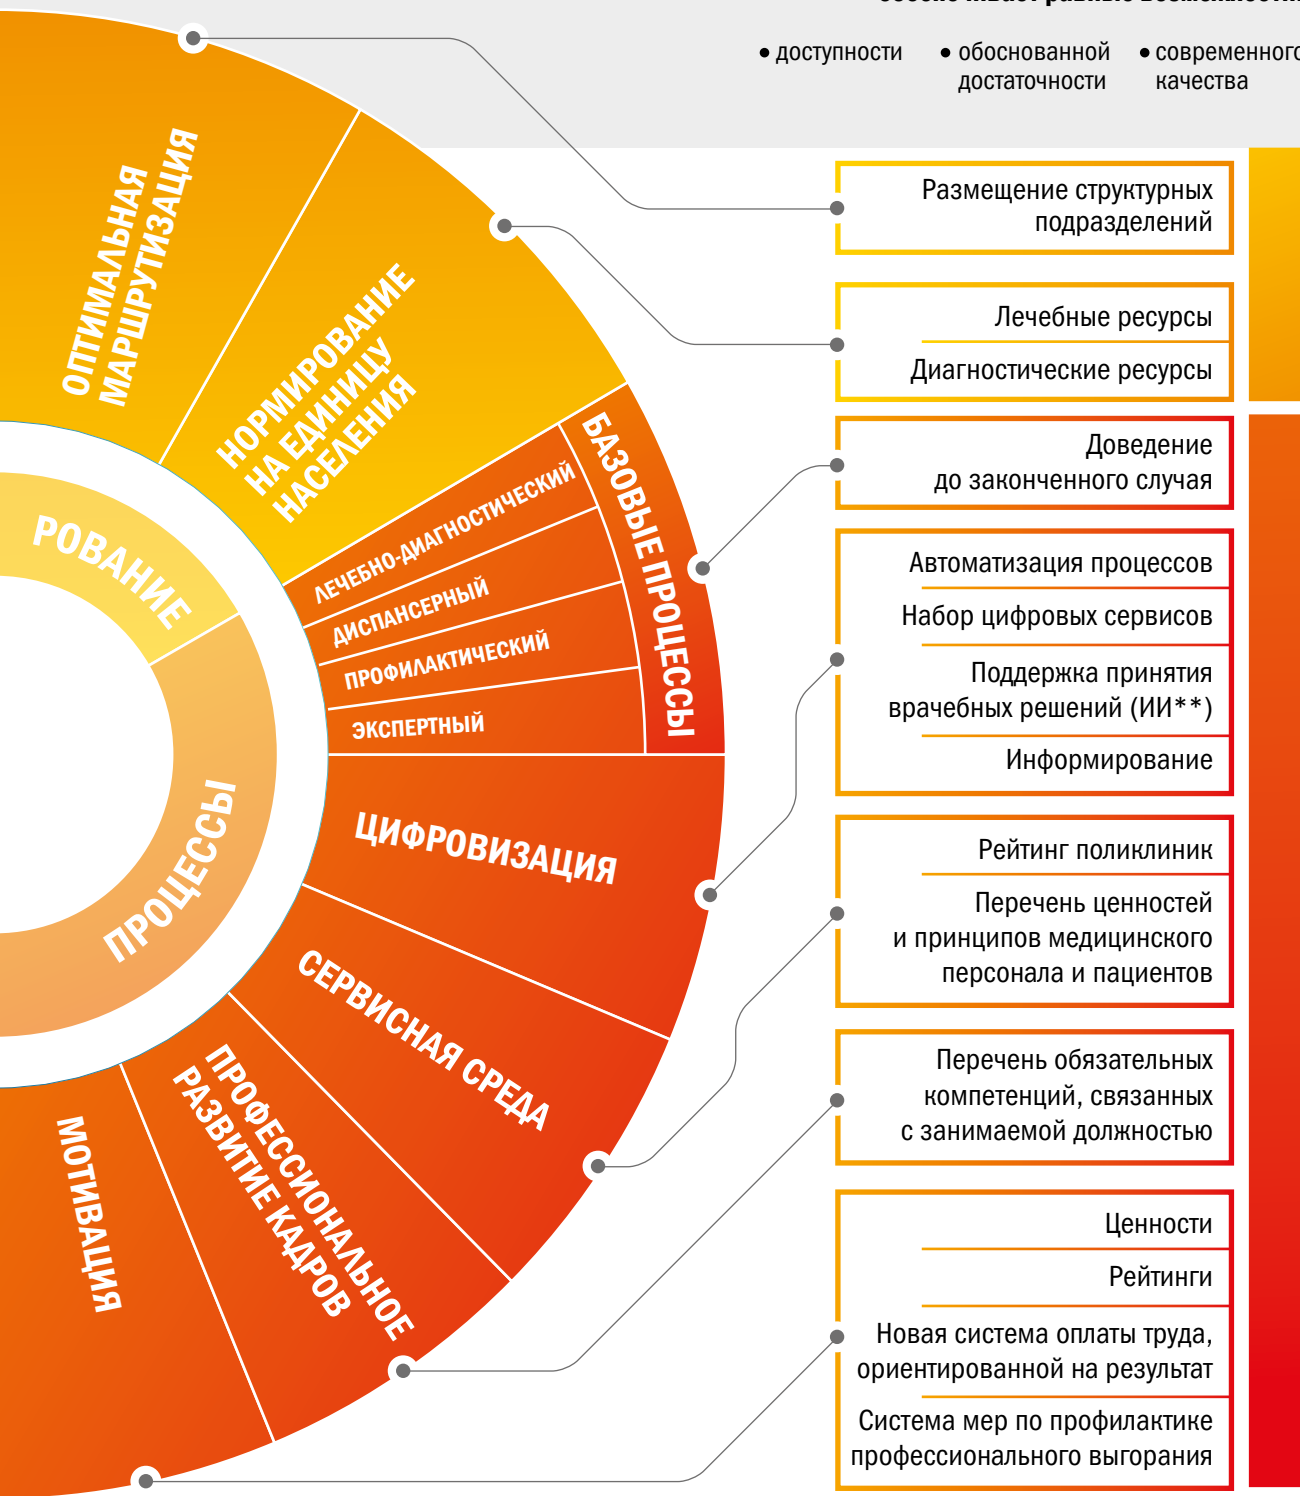 • доступности
• обоснованной
достаточности
• современного
качества
ОПТИМАЛЬНАЯ
МАРШРУТИЗАЦИЯ
НОРМИРОВАНИЕ
НА ЕДИНИЦУ
НАСЕЛЕНИЯ
БАЗОВЫЕ ПРОЦЕССЫ
ЛЕЧЕБНО-ДИАГНОСТИЧЕСКИЙ
ДИСПАНСЕРНЫЙ
ПРОФИЛАКТИЧЕСКИЙ
ЭКСПЕРТНЫЙ
РОВАНИЕ
ПРОЦЕССЫ
ЦИФРОВИЗАЦИЯ
СЕРВИСНАЯ СРЕДА
ПРОФЕССИОНАЛЬНОЕ
РАЗВИТИЕ КАДРОВ
МОТИВАЦИЯ
Размещение структурных
подразделений
Лечебные ресурсы
Диагностические ресурсы
Доведение
до законченного случая
Автоматизация процессов
Набор цифровых сервисов
Поддержка принятия
врачебных решений (ИИ**)
Информирование
Рейтинг поликлиник
Перечень ценностей
и принципов медицинского
персонала и пациентов
Перечень обязательных
компетенций, связанных
с занимаемой должностью
Ценности
Рейтинги
Новая система оплаты труда,
ориентированной на результат
Система мер по профилактике
профессионального выгорания